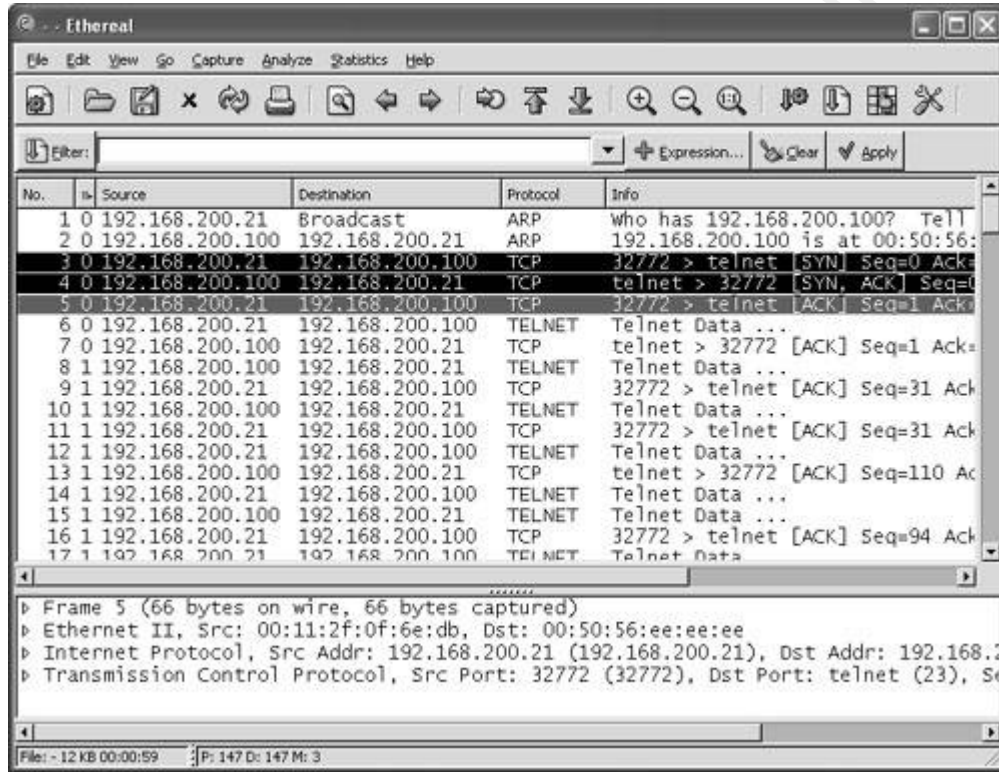 - - Ethereal
File Edit View Go Capture Analyze Statistics Help
Filter: Expression... Clear Apply
No. Source Destination Protocol Info
1 0 192.168.200.21 Broadcast ARP Who has 192.168.200.100? Tell
2 0 192.168.200.100 192.168.200.21 ARP 192.168.200.100 is at 00:50:56:
3 0 192.168.200.21 192.168.200.100 TCP 32772 > telnet [SYN] Seq=0 Ack=
4 0 192.168.200.100 192.168.200.21 TCP telnet > 32772 [SYN, ACK] Seq=0
5 0 192.168.200.21 192.168.200.100 TCP 32772 > telnet [ACK] Seq=1 Ack=
6 0 192.168.200.21 192.168.200.100 TELNET Telnet Data ...
7 0 192.168.200.100 192.168.200.21 TCP telnet > 32772 [ACK] Seq=1 Ack=
8 1 192.168.200.100 192.168.200.21 TELNET Telnet Data ...
9 1 192.168.200.21 192.168.200.100 TCP 32772 > telnet [ACK] Seq=31 Ack
10 1 192.168.200.100 192.168.200.21 TELNET Telnet Data ...
11 1 192.168.200.21 192.168.200.100 TCP 32772 > telnet [ACK] Seq=31 Ack
12 1 192.168.200.21 192.168.200.100 TELNET Telnet Data ...
13 1 192.168.200.100 192.168.200.21 TCP telnet > 32772 [ACK] Seq=110 Ac
14 1 192.168.200.21 192.168.200.100 TELNET Telnet Data ...
15 1 192.168.200.100 192.168.200.21 TELNET Telnet Data ...
16 1 192.168.200.21 192.168.200.100 TCP 32772 > telnet [ACK] Seq=94 Ack
17 1 192.168.200.21 192.168.200.100 TELNET Telnet Data
Frame 5 (66 bytes on wire, 66 bytes captured)
Ethernet II, Src: 00:11:2f:0f:6e:db, Dst: 00:50:56:ee:ee:ee
Internet Protocol, Src Addr: 192.168.200.21 (192.168.200.21), Dst Addr: 192.168.2
Transmission Control Protocol, Src Port: 32772 (32772), Dst Port: telnet (23), Se
File: - 12 KB 00:00:59 P: 147 D: 147 M: 3